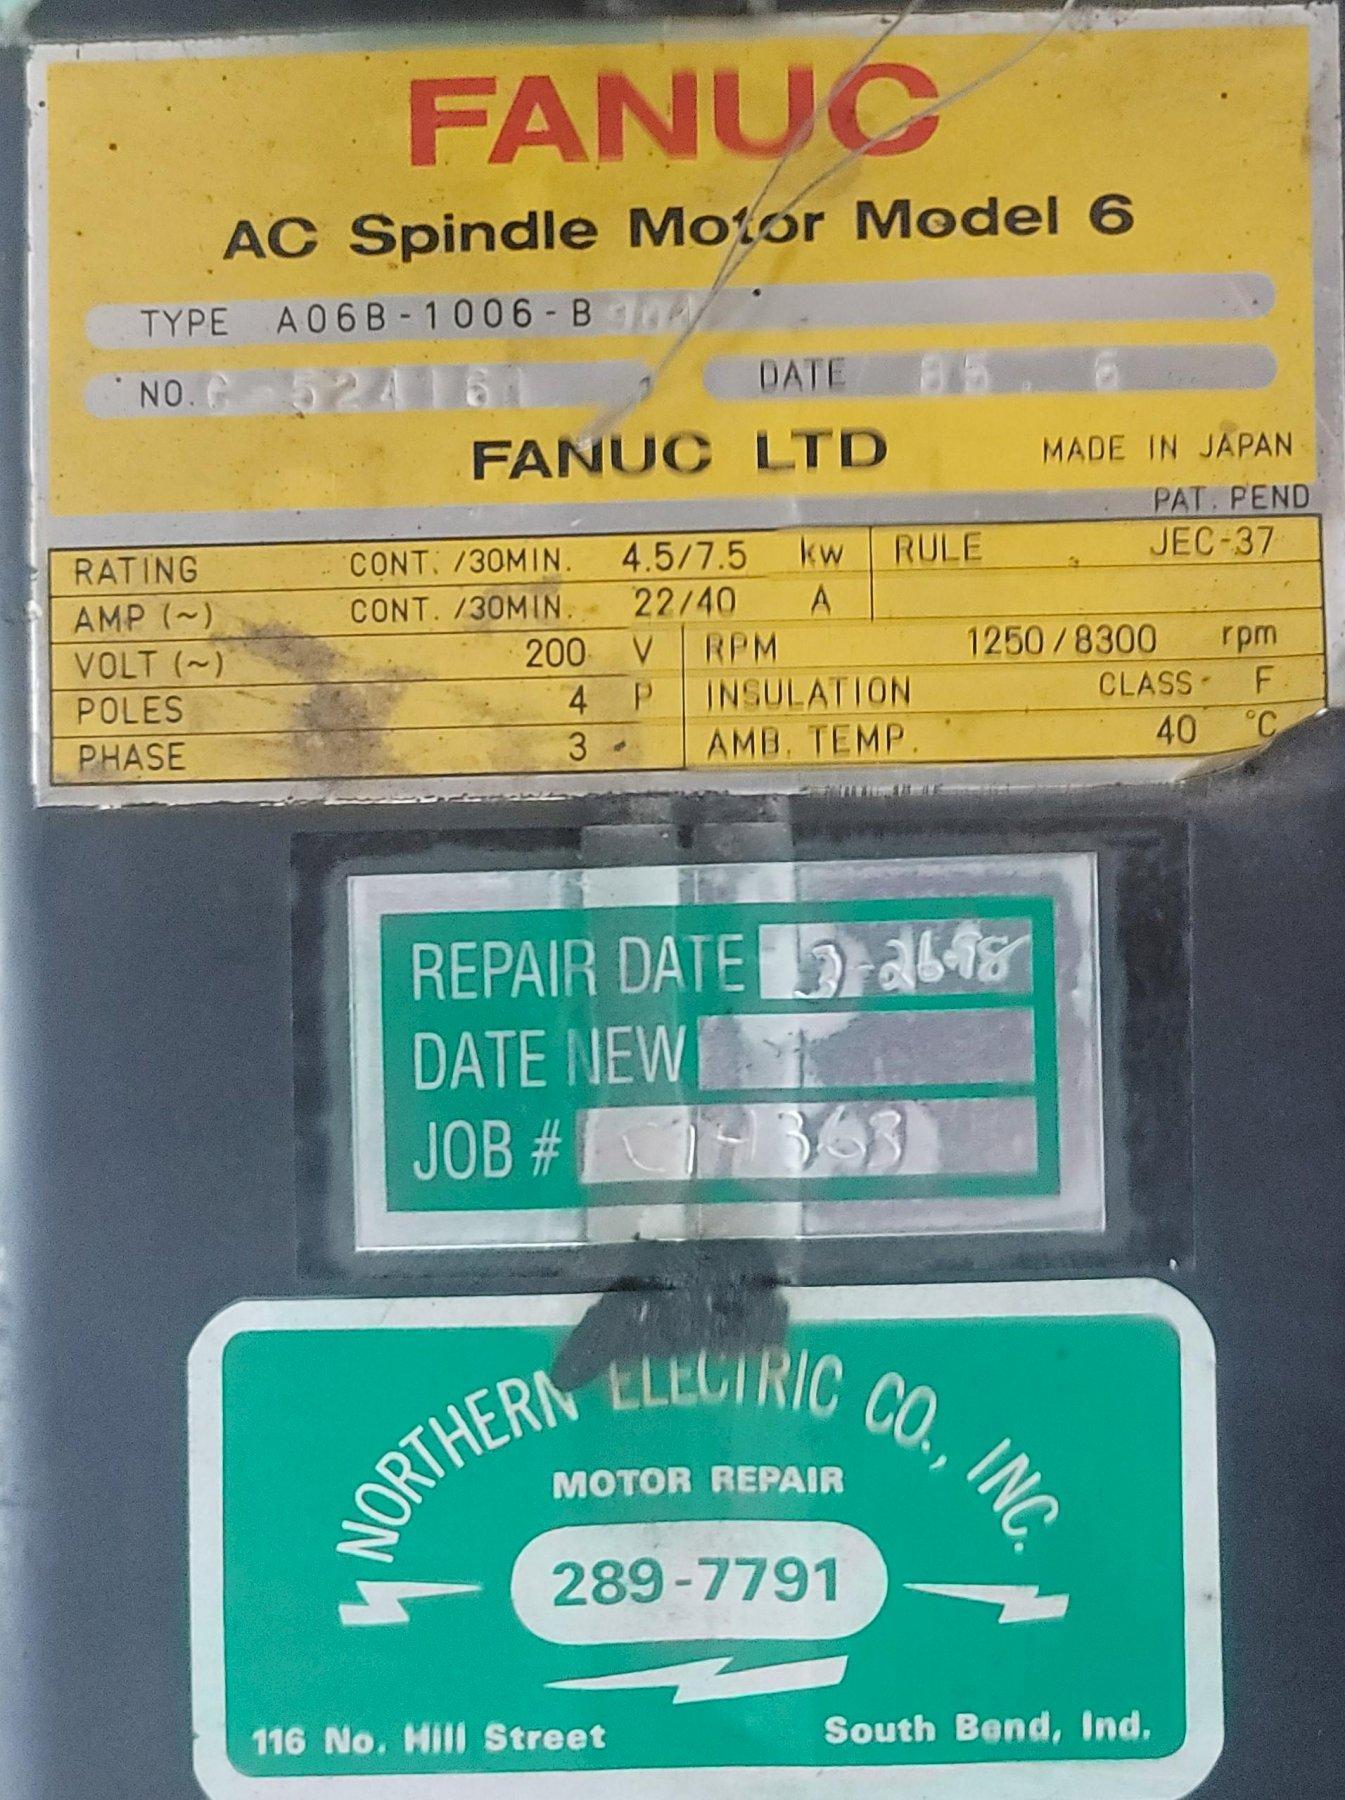 FANUC
AC Spindle Motor Model 6
TYPE A06B-1006-B
NO. 524161 DATE 85. 6
FANUC LTD MADE IN JAPAN
PAT. PEND
RATING CONT. /30MIN. 4.5/7.5 kw RULE JEC-37
AMP (~) CONT. /30MIN. 22/40 A
VOLT (~) 200 V RPM 1250/8300 rpm
POLES 4 P INSULATION CLASS F
PHASE 3 AMB. TEMP. 40 °C
REPAIR DATE
DATE NEW
JOB #
NORTHERN ELECTRIC CO., INC.
MOTOR REPAIR
289-7791
116 No. Hill Street South Bend, Ind.